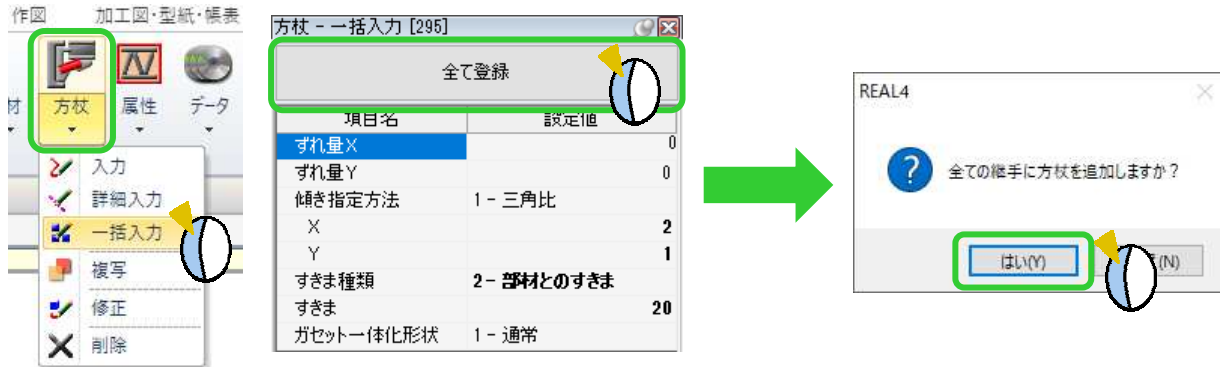 作図 加工図・型紙・帳表
材 方杖 属性 データ
入力
詳細入力
一括入力
複写
修正
削除
方杖 - 一括入力 [295]
全て登録
項目名 設定値
ずれ量X 0
ずれ量Y 0
傾き指定方法 1 - 三角比
X 2
Y 1
すきま種類 2 - 部材とのすきま
すきま 20
ガセット一体化形状 1 - 通常
REAL4
全ての継手に方杖を追加しますか？
はい(Y) (N)